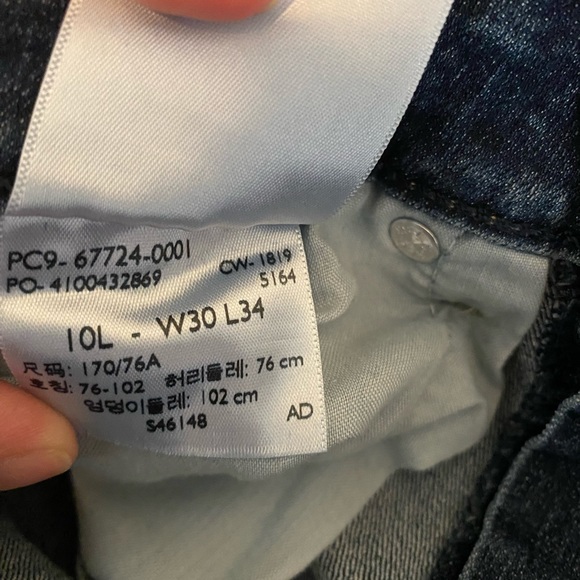 PC9- 67724-0001
CW- 1819
PO- 4100432869
5164
10L - W30 L34
尺码: 170/76A
호칭: 76-102 허리둘레: 76 cm
엉덩이둘레: 102 cm
S46148
AD